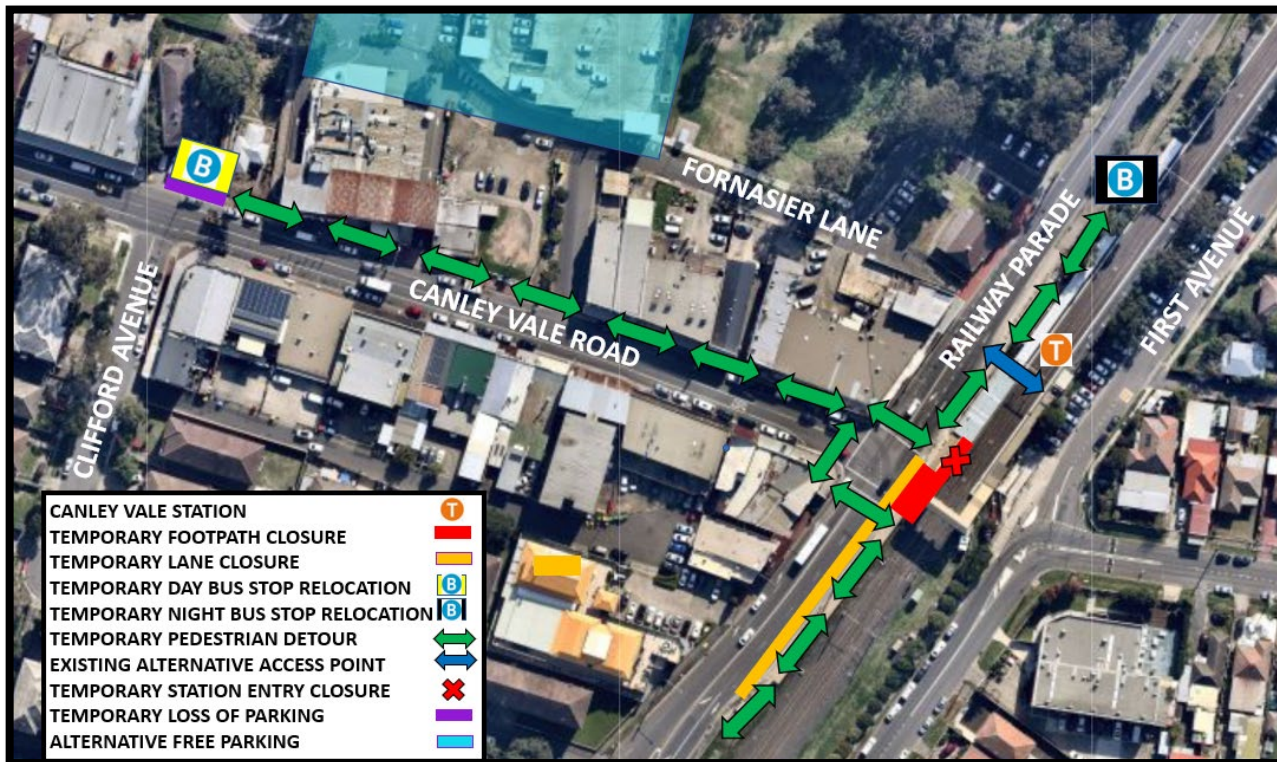 B
B
FORNASIER LANE
RAILWAY PARADE
FIRST AVENUE
CLIFFORD AVENUE
CANLEY VALE ROAD
T
CANLEY VALE STATION T
TEMPORARY FOOTPATH CLOSURE
TEMPORARY LANE CLOSURE
TEMPORARY DAY BUS STOP RELOCATION B
TEMPORARY NIGHT BUS STOP RELOCATION B
TEMPORARY PEDESTRIAN DETOUR
EXISTING ALTERNATIVE ACCESS POINT
TEMPORARY STATION ENTRY CLOSURE
TEMPORARY LOSS OF PARKING
ALTERNATIVE FREE PARKING